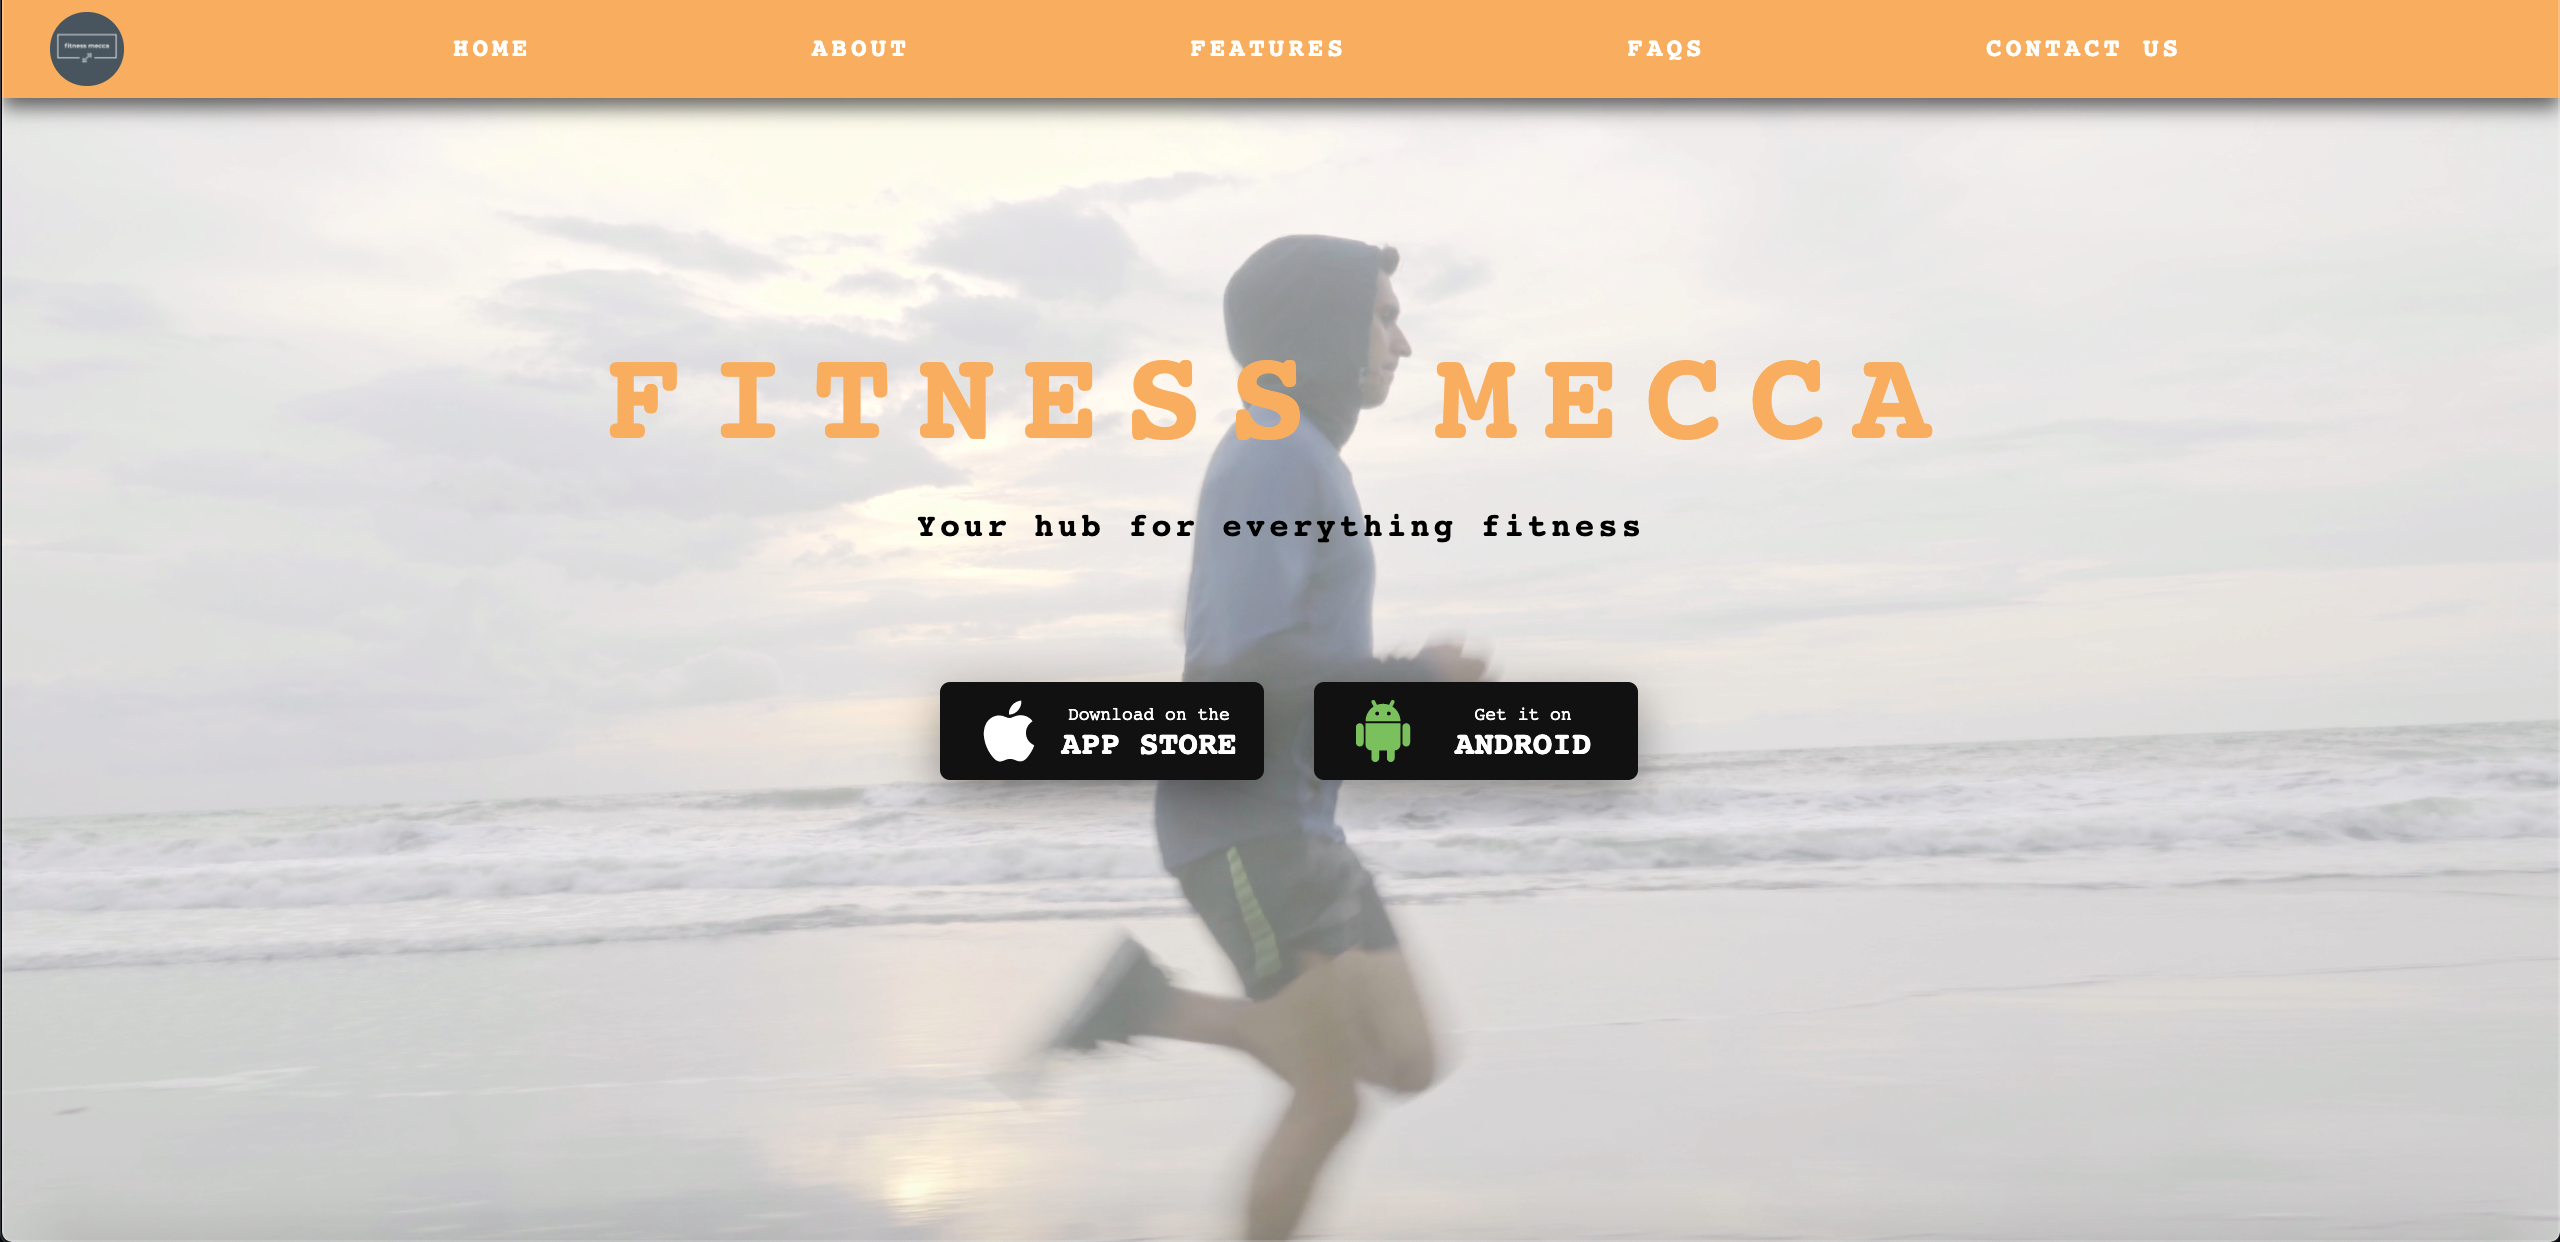 fitness mecca
HOME ABOUT FEATURES FAQS CONTACT US
FITNESS MECCA
Your hub for everything fitness
Download on the
APP STORE
Get it on
ANDROID